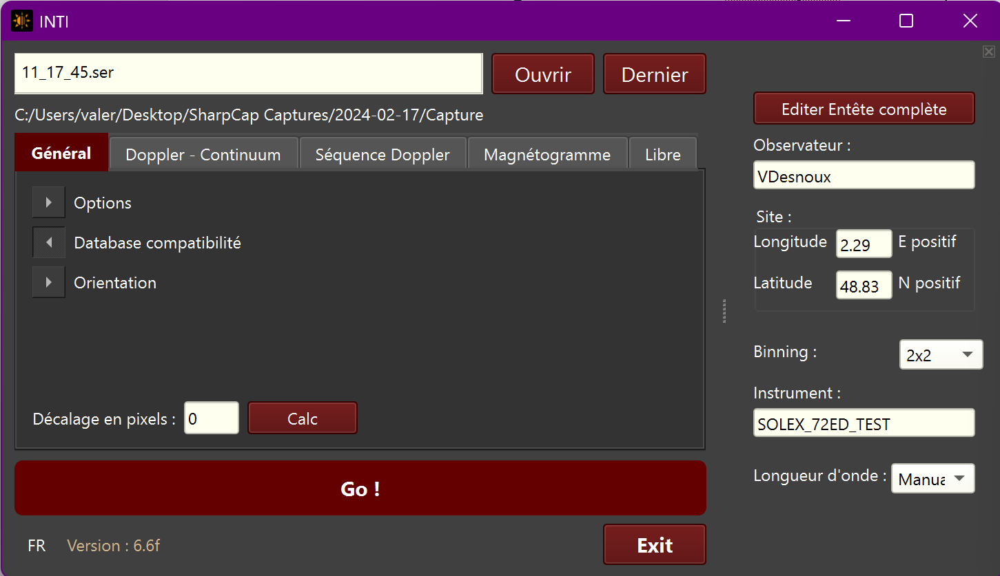 INTI
11_17_45.ser
Ouvrir
Dernier
C:/Users/valer/Desktop/SharpCap Captures/2024-02-17/Capture
Général
Doppler - Continuum
Séquence Doppler
Magnétogramme
Libre
Options
Database compatibilité
Orientation
Décalage en pixels : 0
Calc
Go !
FR
Version : 6.6f
Exit
Editer Entête complète
Observateur :
VDesnoux
Site :
Longitude 2.29 E positif
Latitude 48.83 N positif
Binning : 2x2
Instrument :
SOLEX_72ED_TEST
Longueur d'onde : Manua